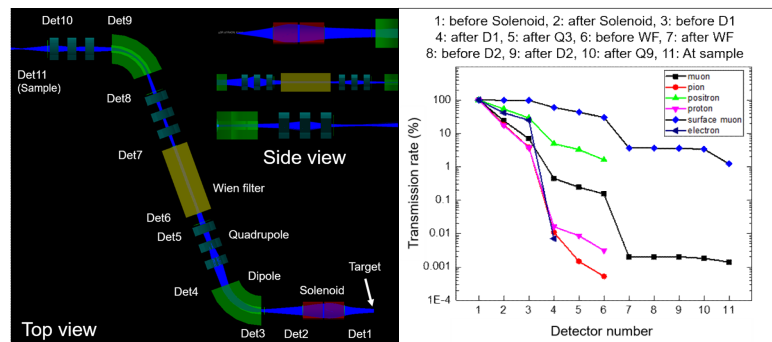 Det10
Det9
Det11
(Sample)
Det8
Det7
Wien filter
Det6
Det5
Quadrupole
Det4
Dipole
Target
Solenoid
Det3
Det2
Det1
Top view
Side view
1: before Solenoid, 2: after Solenoid, 3: before D1
4: after D1, 5: after Q3, 6: before WF, 7: after WF
8: before D2, 9: after D2, 10: after Q9, 11: At sample
muon
pion
positron
proton
surface muon
electron
Transmission rate (%)
100
10
1
0.1
0.01
0.001
1E-4
1 2 3 4 5 6 7 8 9 10 11
Detector number